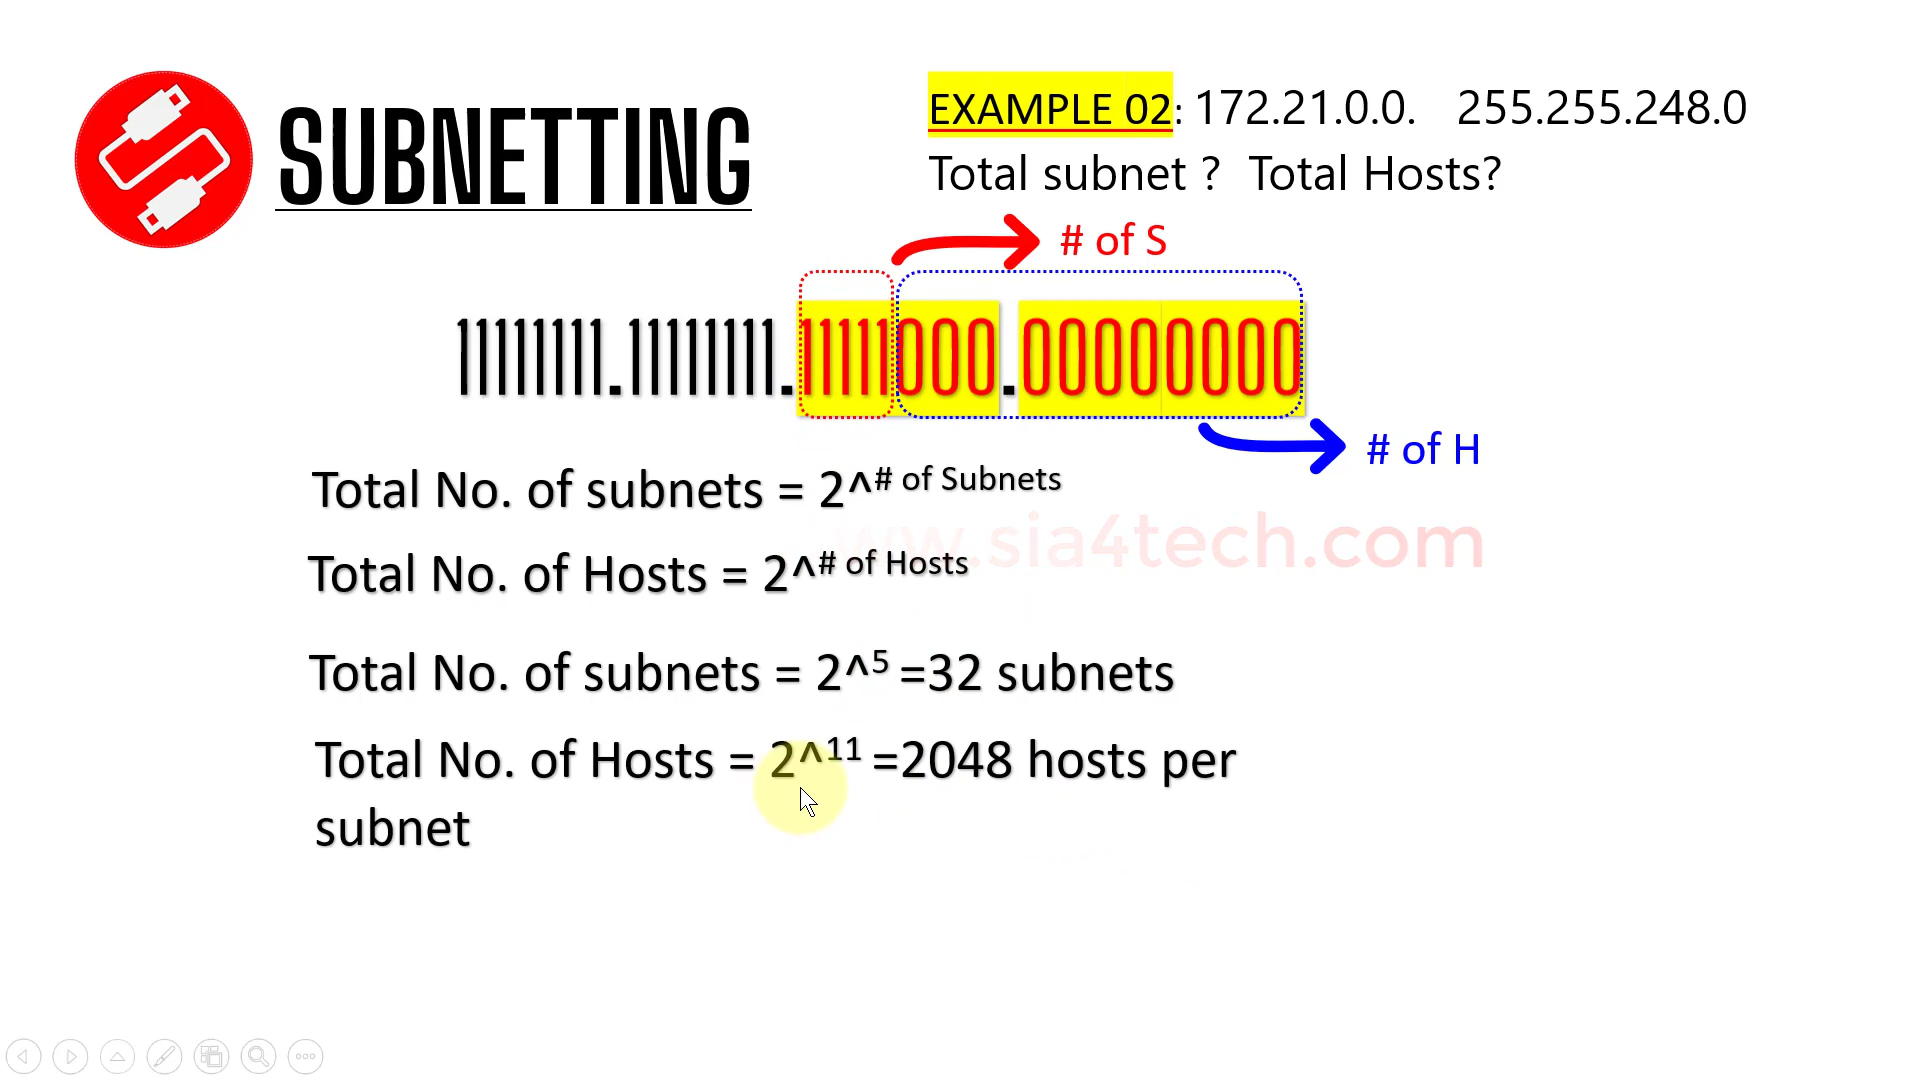 SUBNETTING
EXAMPLE 02: 172.21.0.0. 255.255.248.0
Total subnet ? Total Hosts?
# of S
11111111.11111111.11111000.00000000
# of H
Total No. of subnets = 2^# of Subnets
www.sia4tech.com
Total No. of Hosts = 2^# of Hosts
Total No. of subnets = 2^5 =32 subnets
Total No. of Hosts = 2^11 =2048 hosts per
subnet